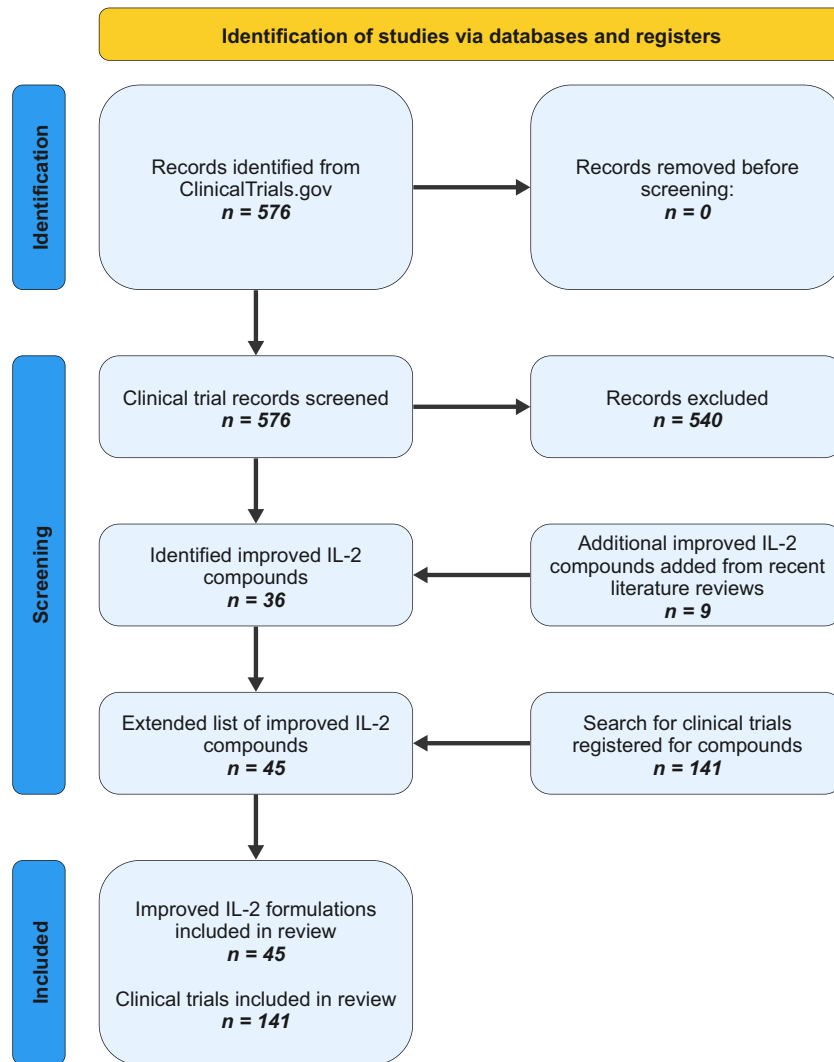 Identification of studies via databases and registers
Identification
Records identified from
ClinicalTrials.gov
n = 576
Records removed before
screening:
n = 0
Screening
Clinical trial records screened
n = 576
Records excluded
n = 540
Identified improved IL-2
compounds
n = 36
Additional improved IL-2
compounds added from recent
literature reviews
n = 9
Extended list of improved IL-2
compounds
n = 45
Search for clinical trials
registered for compounds
n = 141
Included
Improved IL-2 formulations
included in review
n = 45
Clinical trials included in review
n = 141